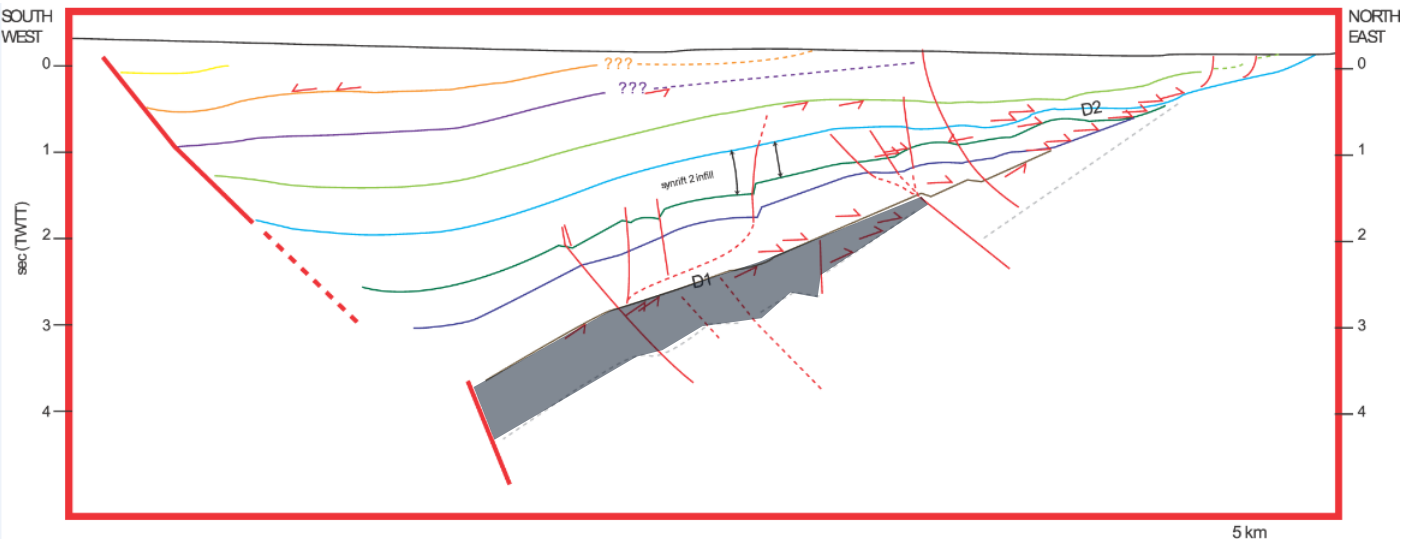 SOUTH
WEST
NORTH
EAST
0
0
???
???
D2
1
1
synrift 2 infill
2
2
sec (TWTT)
D1
3
3
4
4
5 km